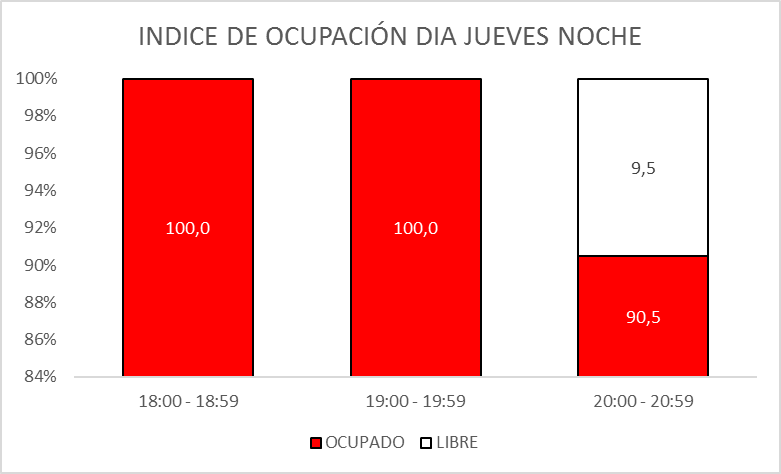 INDICE DE OCUPACIÓN DIA JUEVES NOCHE
100%
98%
96%
94%
92%
90%
88%
86%
84%
100,0
100,0
9,5
90,5
18:00 - 18:59
19:00 - 19:59
20:00 - 20:59
OCUPADO
LIBRE